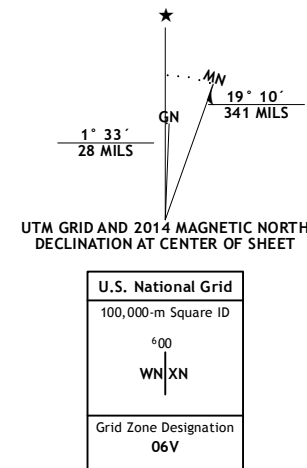 ★
MN
GN
19° 10´
341 MILS
1° 33´
28 MILS
UTM GRID AND 2014 MAGNETIC NORTH
DECLINATION AT CENTER OF SHEET
U.S. National Grid
100,000-m Square ID
⁶00
WN XN
Grid Zone Designation
06V